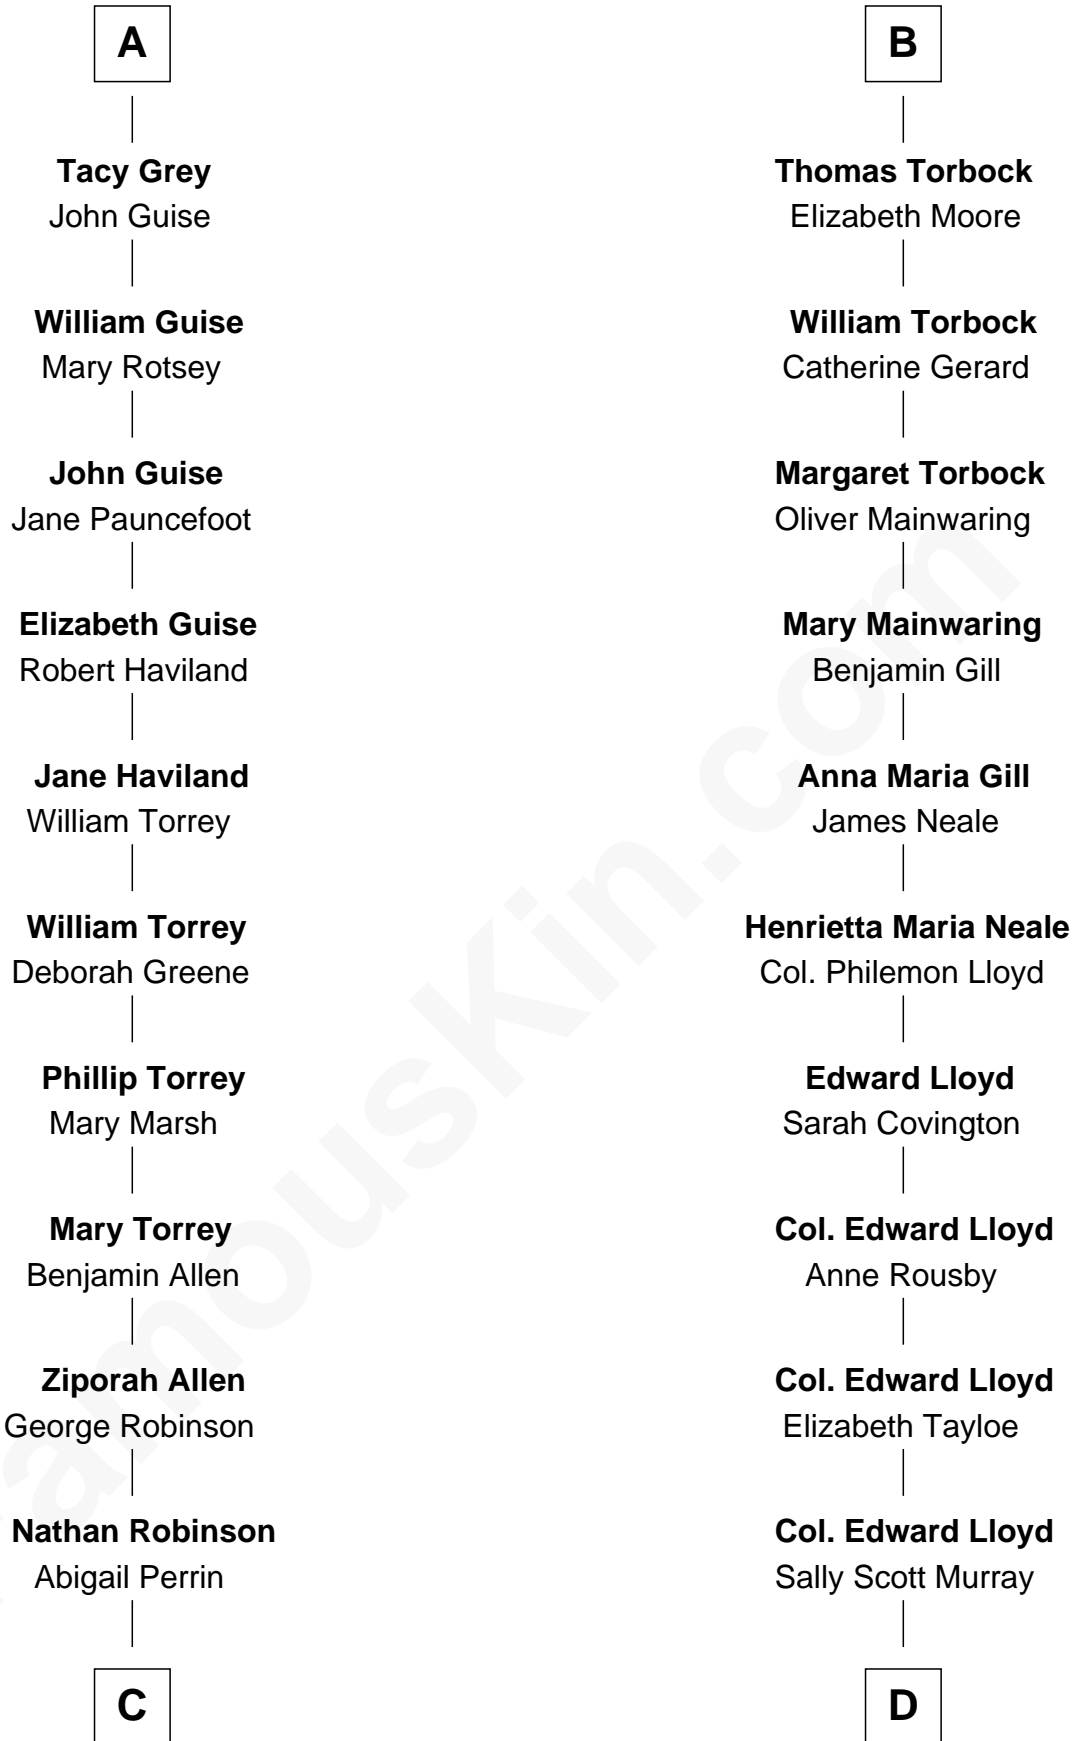 A
Tacy Grey
John Guise
William Guise
Mary Rotsey
John Guise
Jane Pauncefoot
Elizabeth Guise
Robert Haviland
Jane Haviland
William Torrey
William Torrey
Deborah Greene
Phillip Torrey
Mary Marsh
Mary Torrey
Benjamin Allen
Ziporah Allen
George Robinson
Nathan Robinson
Abigail Perrin
C
B
Thomas Torbock
Elizabeth Moore
William Torbock
Catherine Gerard
Margaret Torbock
Oliver Mainwaring
Mary Mainwaring
Benjamin Gill
Anna Maria Gill
James Neale
Henrietta Maria Neale
Col. Philemon Lloyd
Edward Lloyd
Sarah Covington
Col. Edward Lloyd
Anne Rousby
Col. Edward Lloyd
Elizabeth Tayloe
Col. Edward Lloyd
Sally Scott Murray
D
FamousKin.com